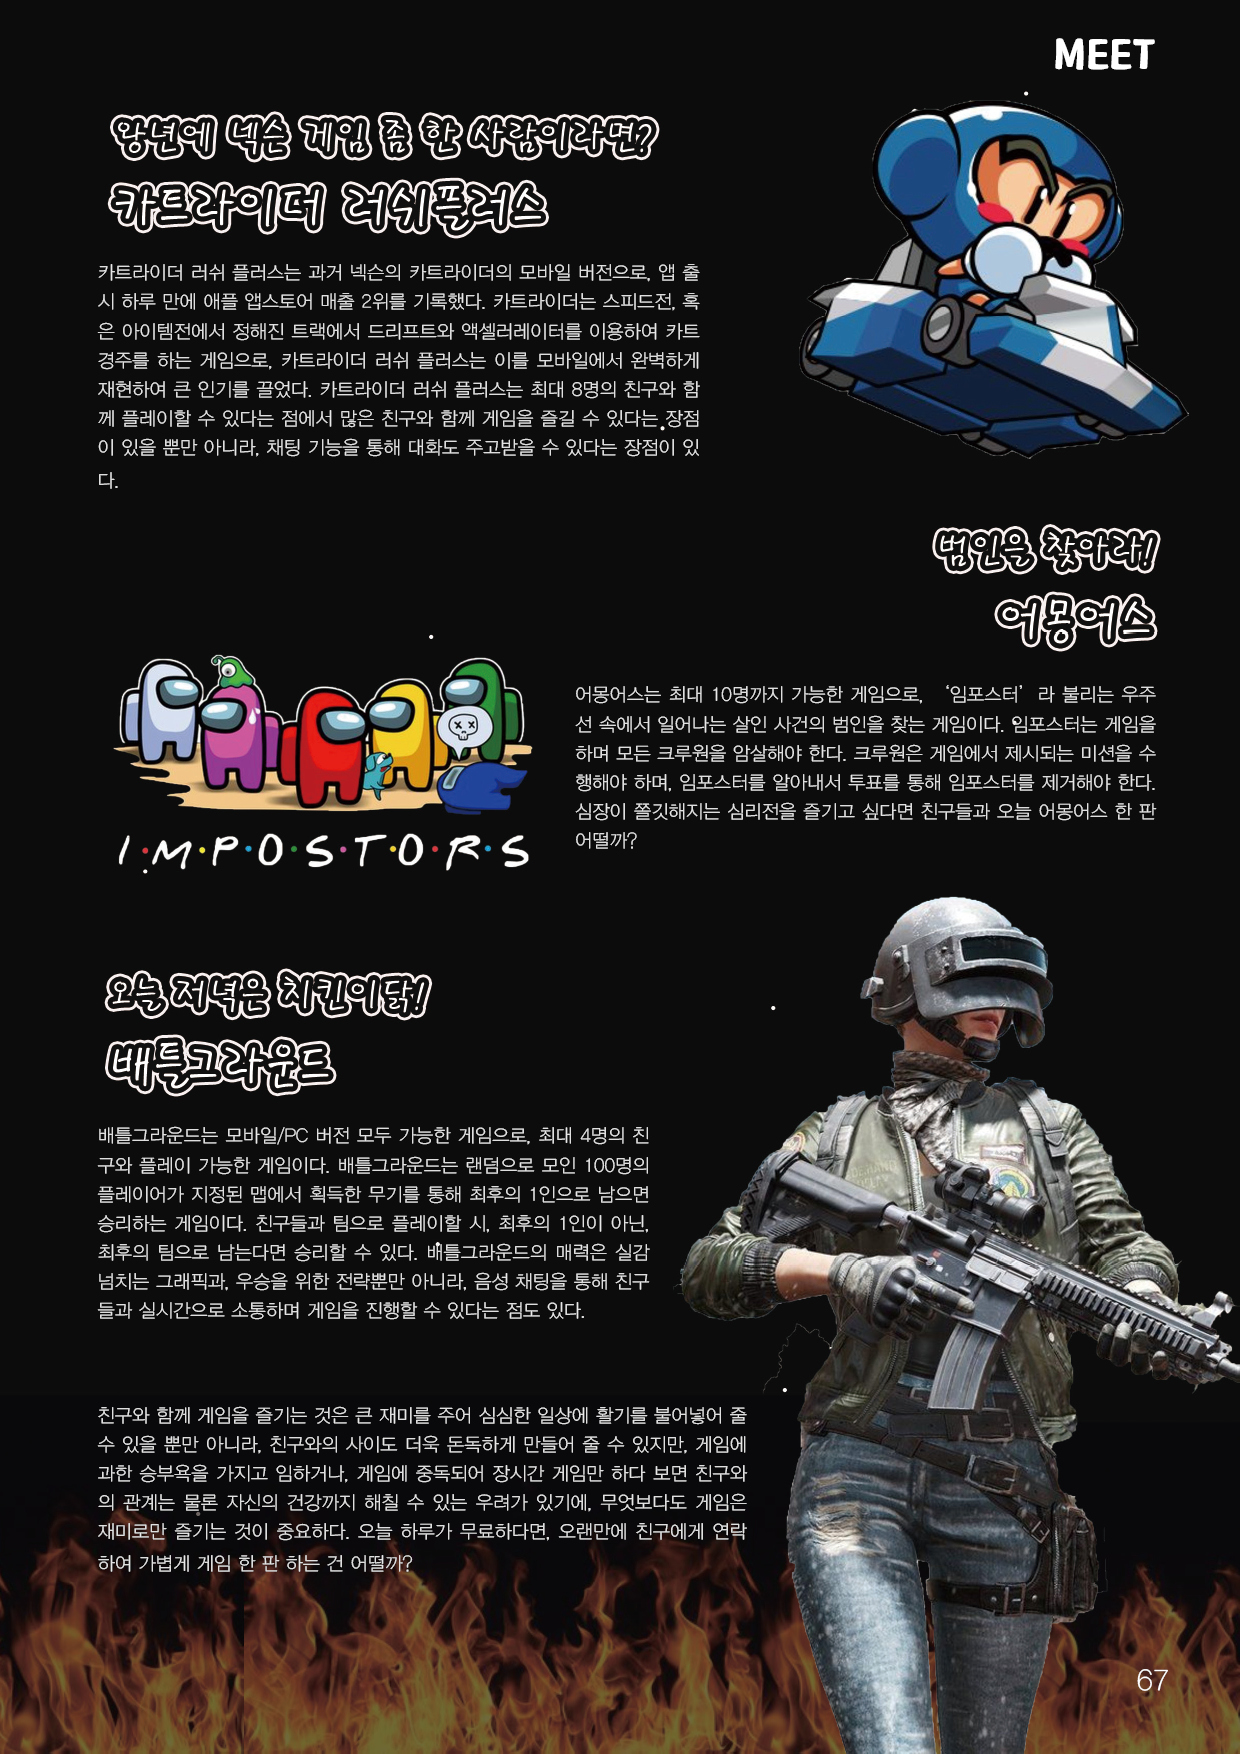 MEET
왕년에 넥슨 게임 좀 한 사람이라면?
카트라이더 러쉬플러스
카트라이더 러쉬 플러스는 과거 넥슨의 카트라이더의 모바일 버전으로, 앱 출
시 하루 만에 애플 앱스토어 매출 2위를 기록했다. 카트라이더는 스피드전, 혹
은 아이템전에서 정해진 트랙에서 드리프트와 액셀러레이터를 이용하여 카트
경주를 하는 게임으로, 카트라이더 러쉬 플러스는 이를 모바일에서 완벽하게
재현하여 큰 인기를 끌었다. 카트라이더 러쉬 플러스는 최대 8명의 친구와 함
께 플레이할 수 있다는 점에서 많은 친구와 함께 게임을 즐길 수 있다는 장점
이 있을 뿐만 아니라, 채팅 기능을 통해 대화도 주고받을 수 있다는 장점이 있
다.
범인을 찾아라!
어몽어스
어몽어스는 최대 10명까지 가능한 게임으로, ‘임포스터’라 불리는 우주
선 속에서 일어나는 살인 사건의 범인을 찾는 게임이다. 임포스터는 게임을
하며 모든 크루원을 암살해야 한다. 크루원은 게임에서 제시되는 미션을 수
행해야 하며, 임포스터를 알아내서 투표를 통해 임포스터를 제거해야 한다.
심장이 쫄깃해지는 심리전을 즐기고 싶다면 친구들과 오늘 어몽어스 한 판
어떨까?
I·M·P·O·S·T·O·R·S
오늘 저녁은 치킨이닭!
배틀그라운드
배틀그라운드는 모바일/PC 버전 모두 가능한 게임으로, 최대 4명의 친
구와 플레이 가능한 게임이다. 배틀그라운드는 랜덤으로 모인 100명의
플레이어가 지정된 맵에서 획득한 무기를 통해 최후의 1인으로 남으면
승리하는 게임이다. 친구들과 팀으로 플레이할 시, 최후의 1인이 아닌,
최후의 팀으로 남는다면 승리할 수 있다. 배틀그라운드의 매력은 실감
넘치는 그래픽과, 우승을 위한 전략뿐만 아니라, 음성 채팅을 통해 친구
들과 실시간으로 소통하며 게임을 진행할 수 있다는 점도 있다.
친구와 함께 게임을 즐기는 것은 큰 재미를 주어 심심한 일상에 활기를 불어넣어 줄
수 있을 뿐만 아니라, 친구와의 사이도 더욱 돈독하게 만들어 줄 수 있지만, 게임에
과한 승부욕을 가지고 임하거나, 게임에 중독되어 장시간 게임만 하다 보면 친구와
의 관계는 물론 자신의 건강까지 해칠 수 있는 우려가 있기에, 무엇보다도 게임은
재미로만 즐기는 것이 중요하다. 오늘 하루가 무료하다면, 오랜만에 친구에게 연락
하여 가볍게 게임 한 판 하는 건 어떨까?
67